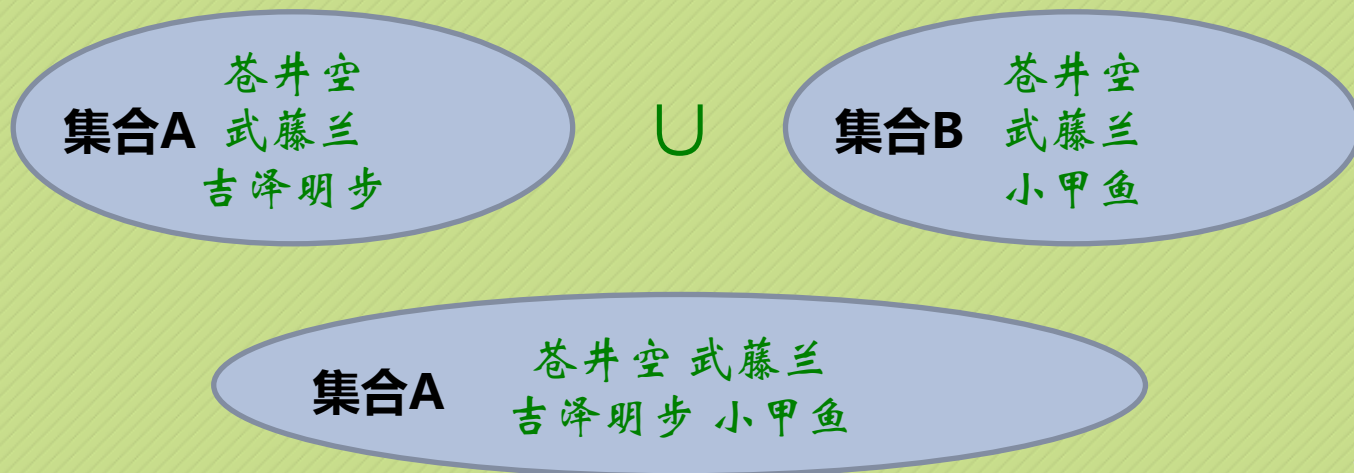 苍井空
集合A 武藤兰
吉泽明步
∪
苍井空
集合B 武藤兰
小甲鱼
苍井空 武藤兰
集合A
吉泽明步 小甲鱼